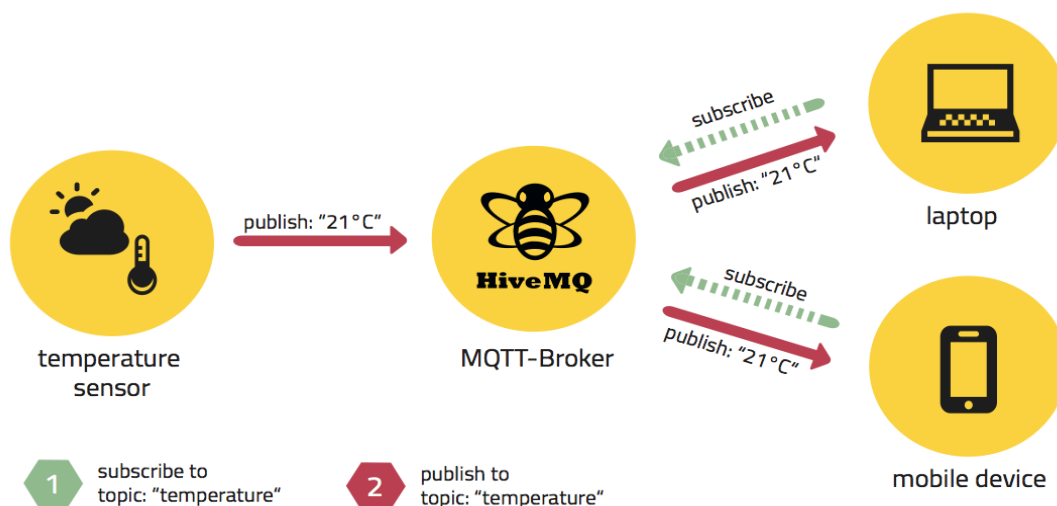 subscribe
publish: “21°C“
laptop
publish: “21°C“
HiveMQ
subscribe
publish: “21°C“
temperature
sensor
MQTT-Broker
mobile device
1
subscribe to
topic: “temperature“
2
publish to
topic: “temperature“